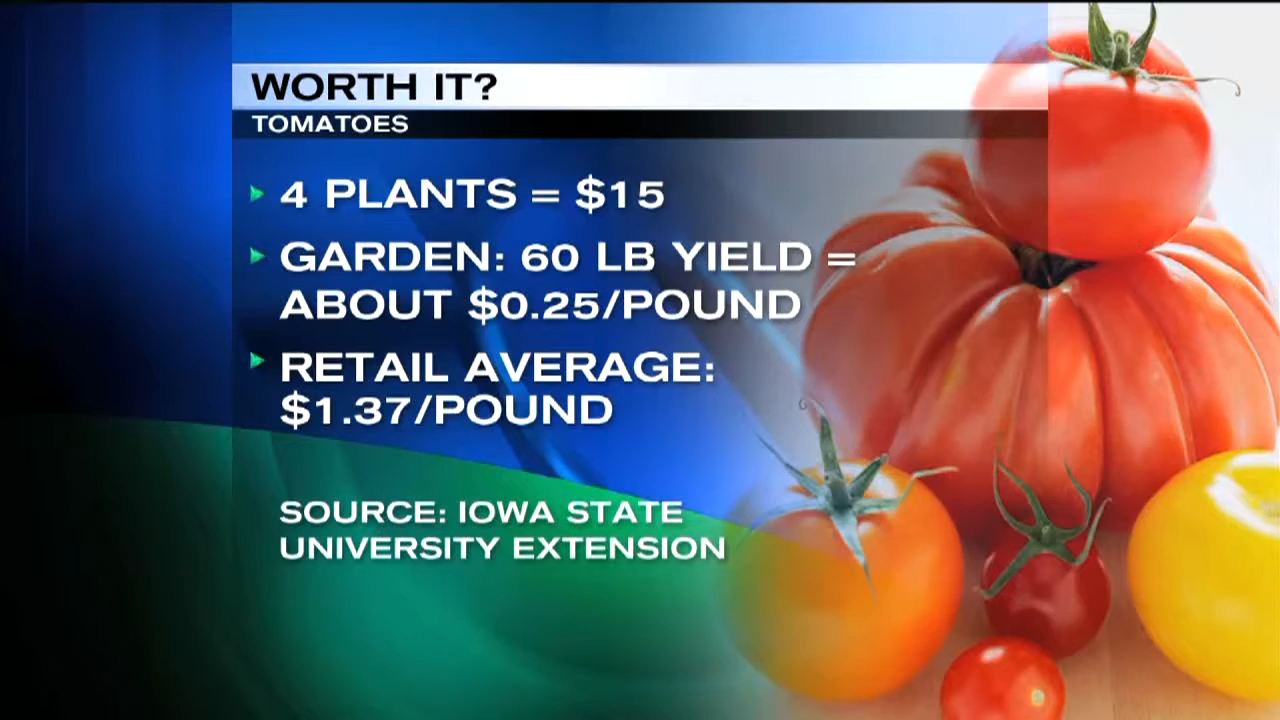 WORTH IT?
TOMATOES
4 PLANTS = $15
GARDEN: 60 LB YIELD =
ABOUT $0.25/POUND
RETAIL AVERAGE:
$1.37/POUND
SOURCE: IOWA STATE
UNIVERSITY EXTENSION